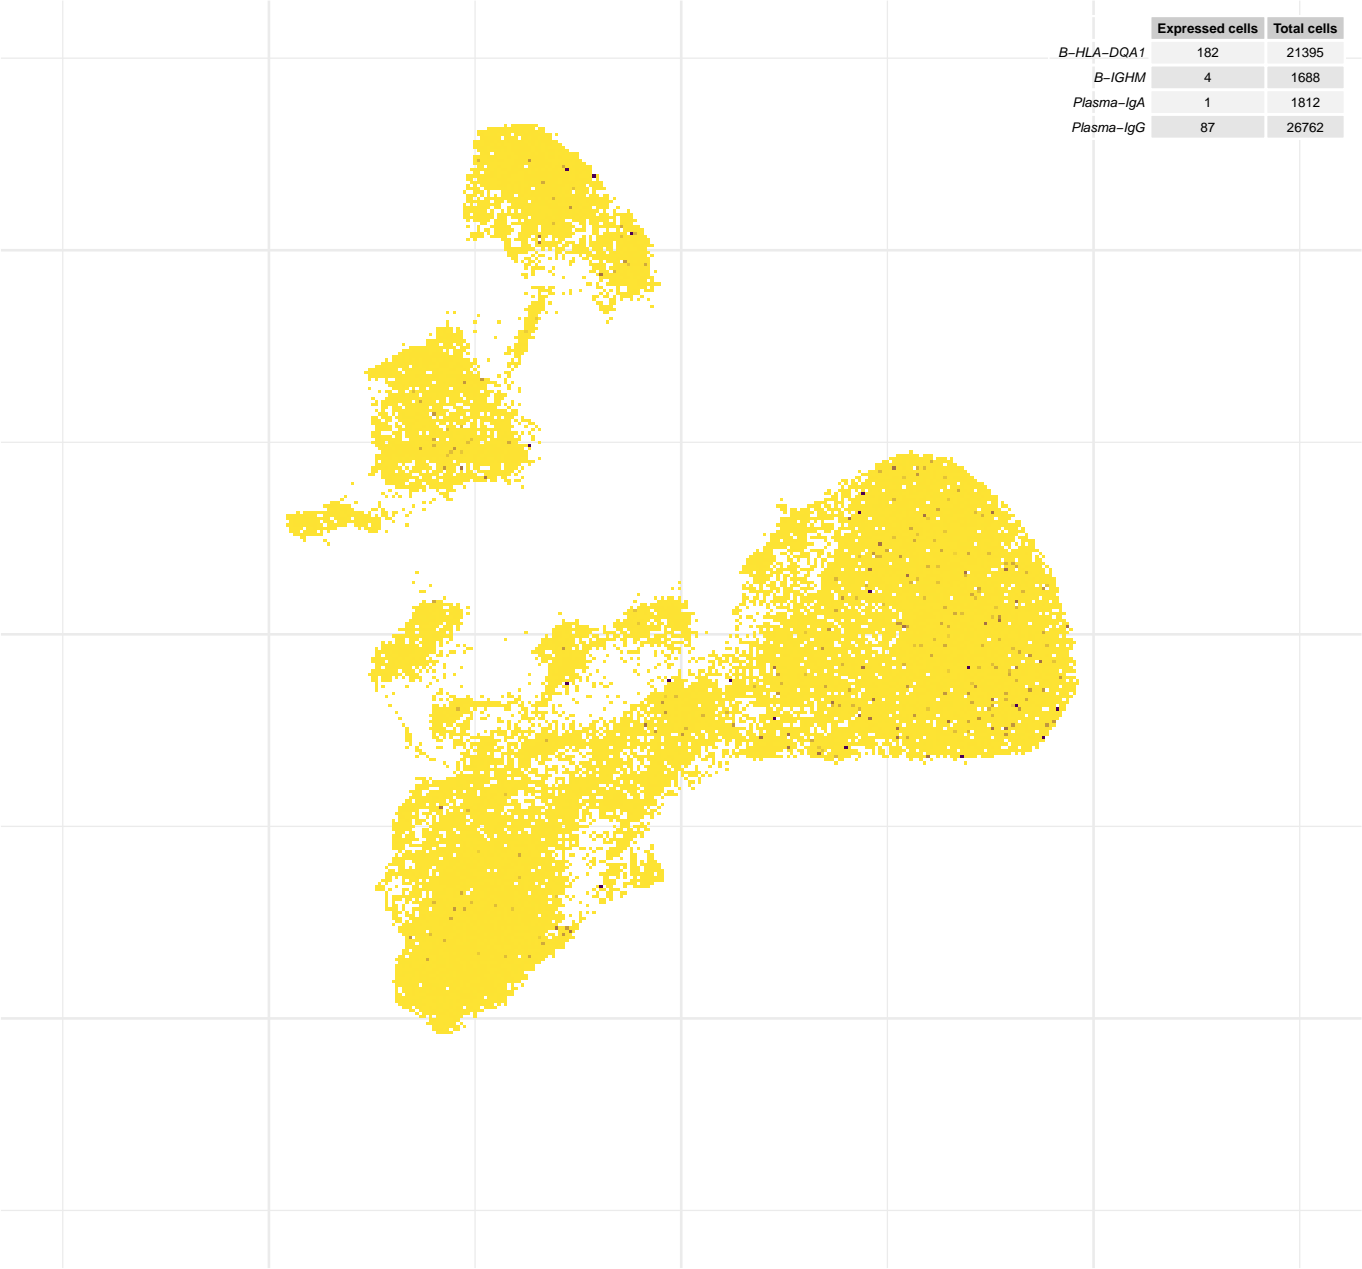 Expressed cells Total cells
B−HLA−DQA1 182 21395
B−IGHM 4 1688
Plasma−IgA 1 1812
Plasma−IgG 87 26762